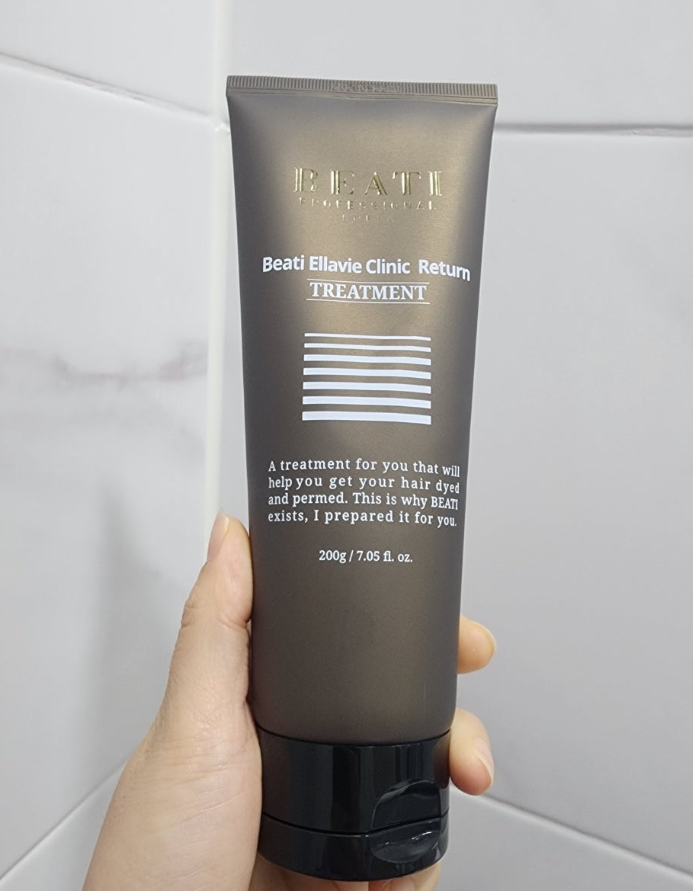 BEATI
PROFESSIONAL
Beati Ellavie Clinic Return
TREATMENT
A treatment for you that will
help you get your hair dyed
and permed. This is why BEATI
exists, I prepared it for you.
200g / 7.05 fl. oz.